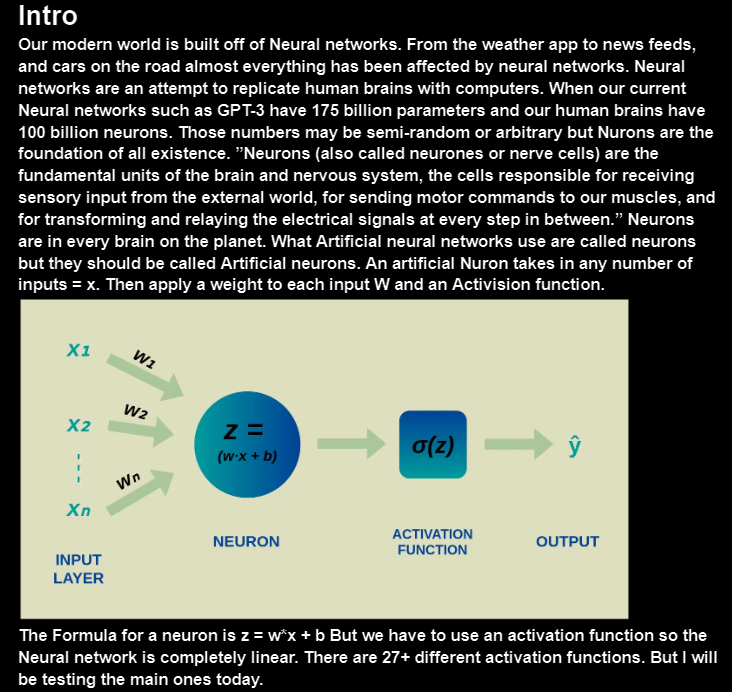 Intro
Our modern world is built off of Neural networks. From the weather app to news feeds,
and cars on the road almost everything has been affected by neural networks. Neural
networks are an attempt to replicate human brains with computers. When our current
Neural networks such as GPT-3 have 175 billion parameters and our human brains have
100 billion neurons. Those numbers may be semi-random or arbitrary but Nurons are the
foundation of all existence. ”Neurons (also called neurones or nerve cells) are the
fundamental units of the brain and nervous system, the cells responsible for receiving
sensory input from the external world, for sending motor commands to our muscles, and
for transforming and relaying the electrical signals at every step in between.” Neurons
are in every brain on the planet. What Artificial neural networks use are called neurons
but they should be called Artificial neurons. An artificial Nuron takes in any number of
inputs = x. Then apply a weight to each input W and an Activision function.
X1
W1
X2
W2
Xn
Wn
INPUT
LAYER
z =
(w·x + b)
NEURON
σ(z)
ACTIVATION
FUNCTION
ŷ
OUTPUT
The Formula for a neuron is z = w*x + b But we have to use an activation function so the
Neural network is completely linear. There are 27+ different activation functions. But I will
be testing the main ones today.